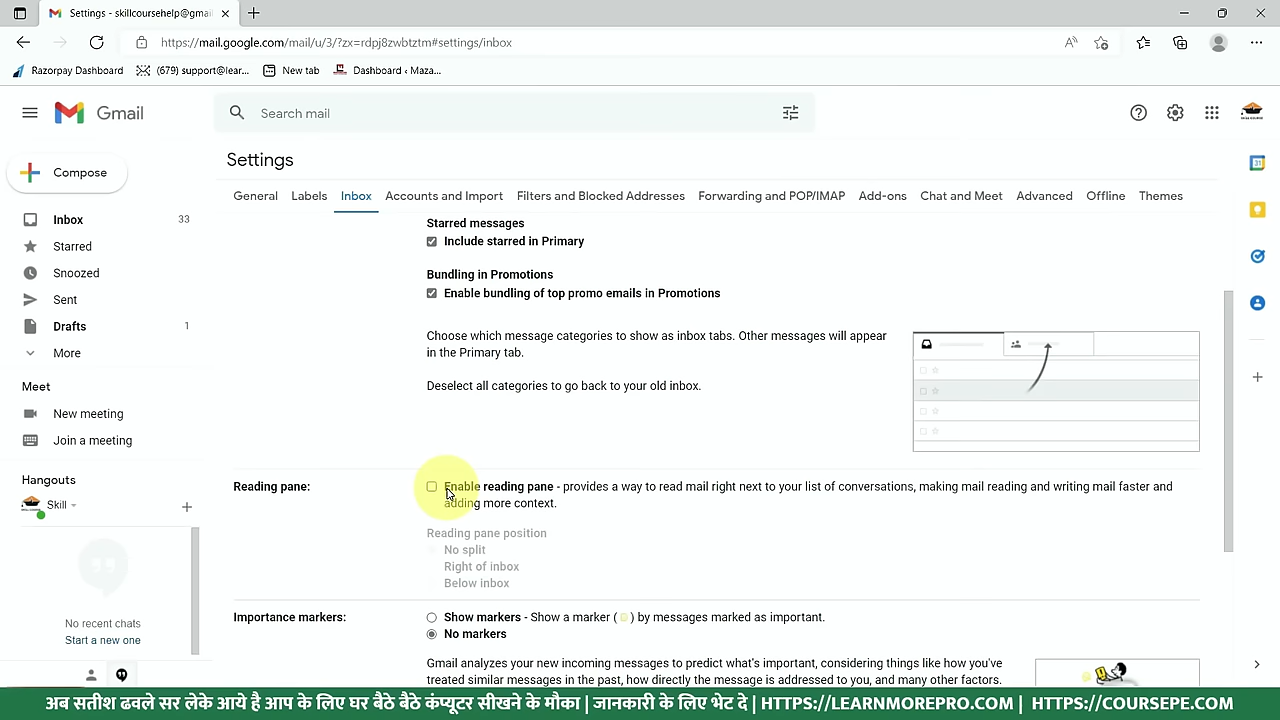 Settings - skillcoursehelp@gmai
https://mail.google.com/mail/u/3/?zx=rdpj8zwbtztm#settings/inbox
Razorpay Dashboard
(679) support@lear...
New tab
Dashboard ‹ Maza...
Gmail
Search mail
Compose
Inbox 33
Starred
Snoozed
Sent
Drafts 1
More
Meet
New meeting
Join a meeting
Hangouts
Skill
No recent chats
Start a new one
Settings
General Labels Inbox Accounts and Import Filters and Blocked Addresses Forwarding and POP/IMAP Add-ons Chat and Meet Advanced Offline Themes
Starred messages
Include starred in Primary
Bundling in Promotions
Enable bundling of top promo emails in Promotions
Choose which message categories to show as inbox tabs. Other messages will appear
in the Primary tab.
Deselect all categories to go back to your old inbox.
Reading pane:
Enable reading pane - provides a way to read mail right next to your list of conversations, making mail reading and writing mail faster and
adding more context.
Reading pane position
No split
Right of inbox
Below inbox
Importance markers:
Show markers - Show a marker ( ) by messages marked as important.
No markers
Gmail analyzes your new incoming messages to predict what's important, considering things like how you've
treated similar messages in the past, how directly the message is addressed to you, and many other factors.
अब सतीश ढवले सर लेके आये है आप के लिए घर बैठे बैठे कंप्यूटर सीखने के मौका | जानकारी के लिए भेट दे | HTTPS://LEARNMOREPRO.COM | HTTPS://COURSEPE.COM